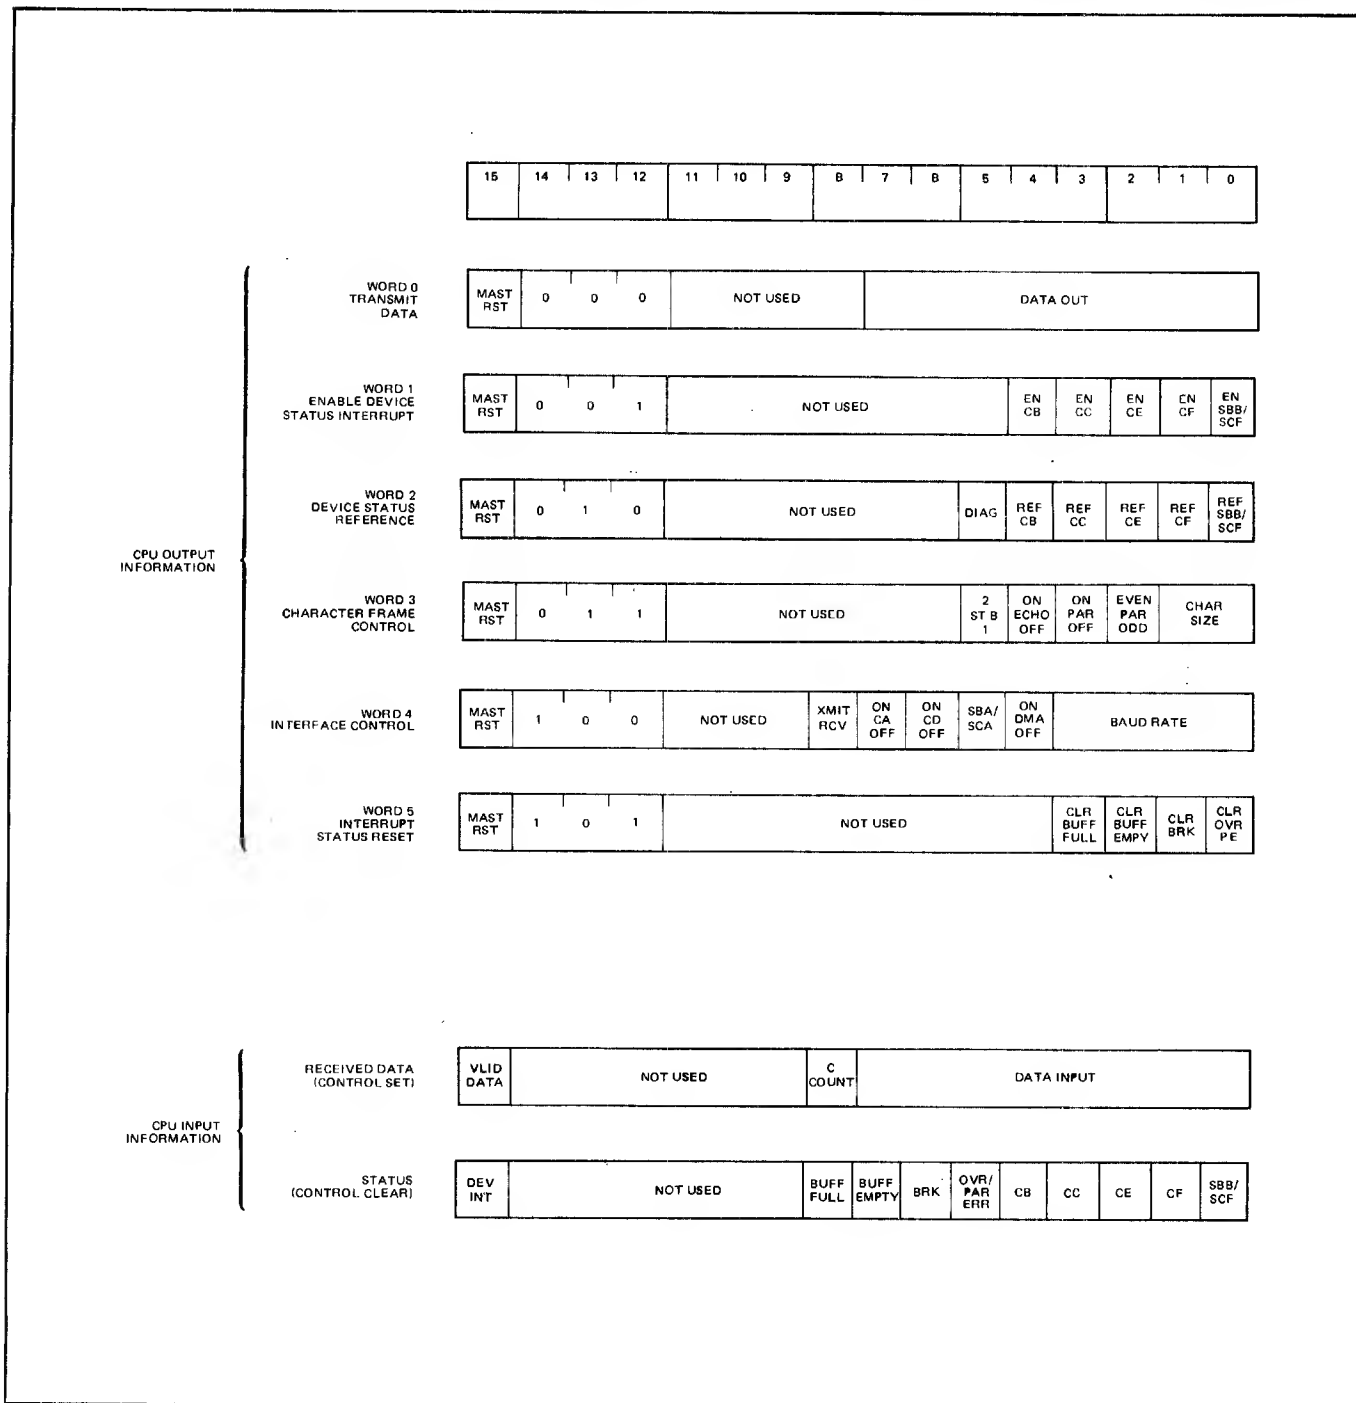 15 14 13 12 11 10 9 8 7 8 5 4 3 2 1 0
WORD 0
TRANSMIT
DATA
MAST
RST
0 0 0
NOT USED
DATA OUT
WORD 1
ENABLE DEVICE
STATUS INTERRUPT
MAST
RST
0 0 1
NOT USED
EN
CB
EN
CC
EN
CE
EN
CF
EN
SBB/
SCF
WORD 2
DEVICE STATUS
REFERENCE
MAST
RST
0 1 0
NOT USED
DIAG
REF
CB
REF
CC
REF
CE
REF
CF
REF
SBB/
SCF
CPU OUTPUT
INFORMATION
WORD 3
CHARACTER FRAME
CONTROL
MAST
RST
0 1 1
NOT USED
2
ST B
1
ON
ECHO
OFF
ON
PAR
OFF
EVEN
PAR
ODD
CHAR
SIZE
WORD 4
INTERFACE CONTROL
MAST
RST
1 0 0
NOT USED
XMIT
RCV
ON
CA
OFF
ON
CD
OFF
SBA/
SCA
ON
DMA
OFF
BAUD RATE
WORD 5
INTERRUPT
STATUS RESET
MAST
RST
1 0 1
NOT USED
CLR
BUFF
FULL
CLR
BUFF
EMPY
CLR
BRK
CLR
OVR
PE
CPU INPUT
INFORMATION
RECEIVED DATA
(CONTROL SET)
VLID
DATA
NOT USED
C
COUNT
DATA INPUT
STATUS
(CONTROL CLEAR)
DEV
INT
NOT USED
BUFF
FULL
BUFF
EMPTY
BRK
OVR/
PAR
ERR
CB
CC
CE
CF
SBB/
SCF